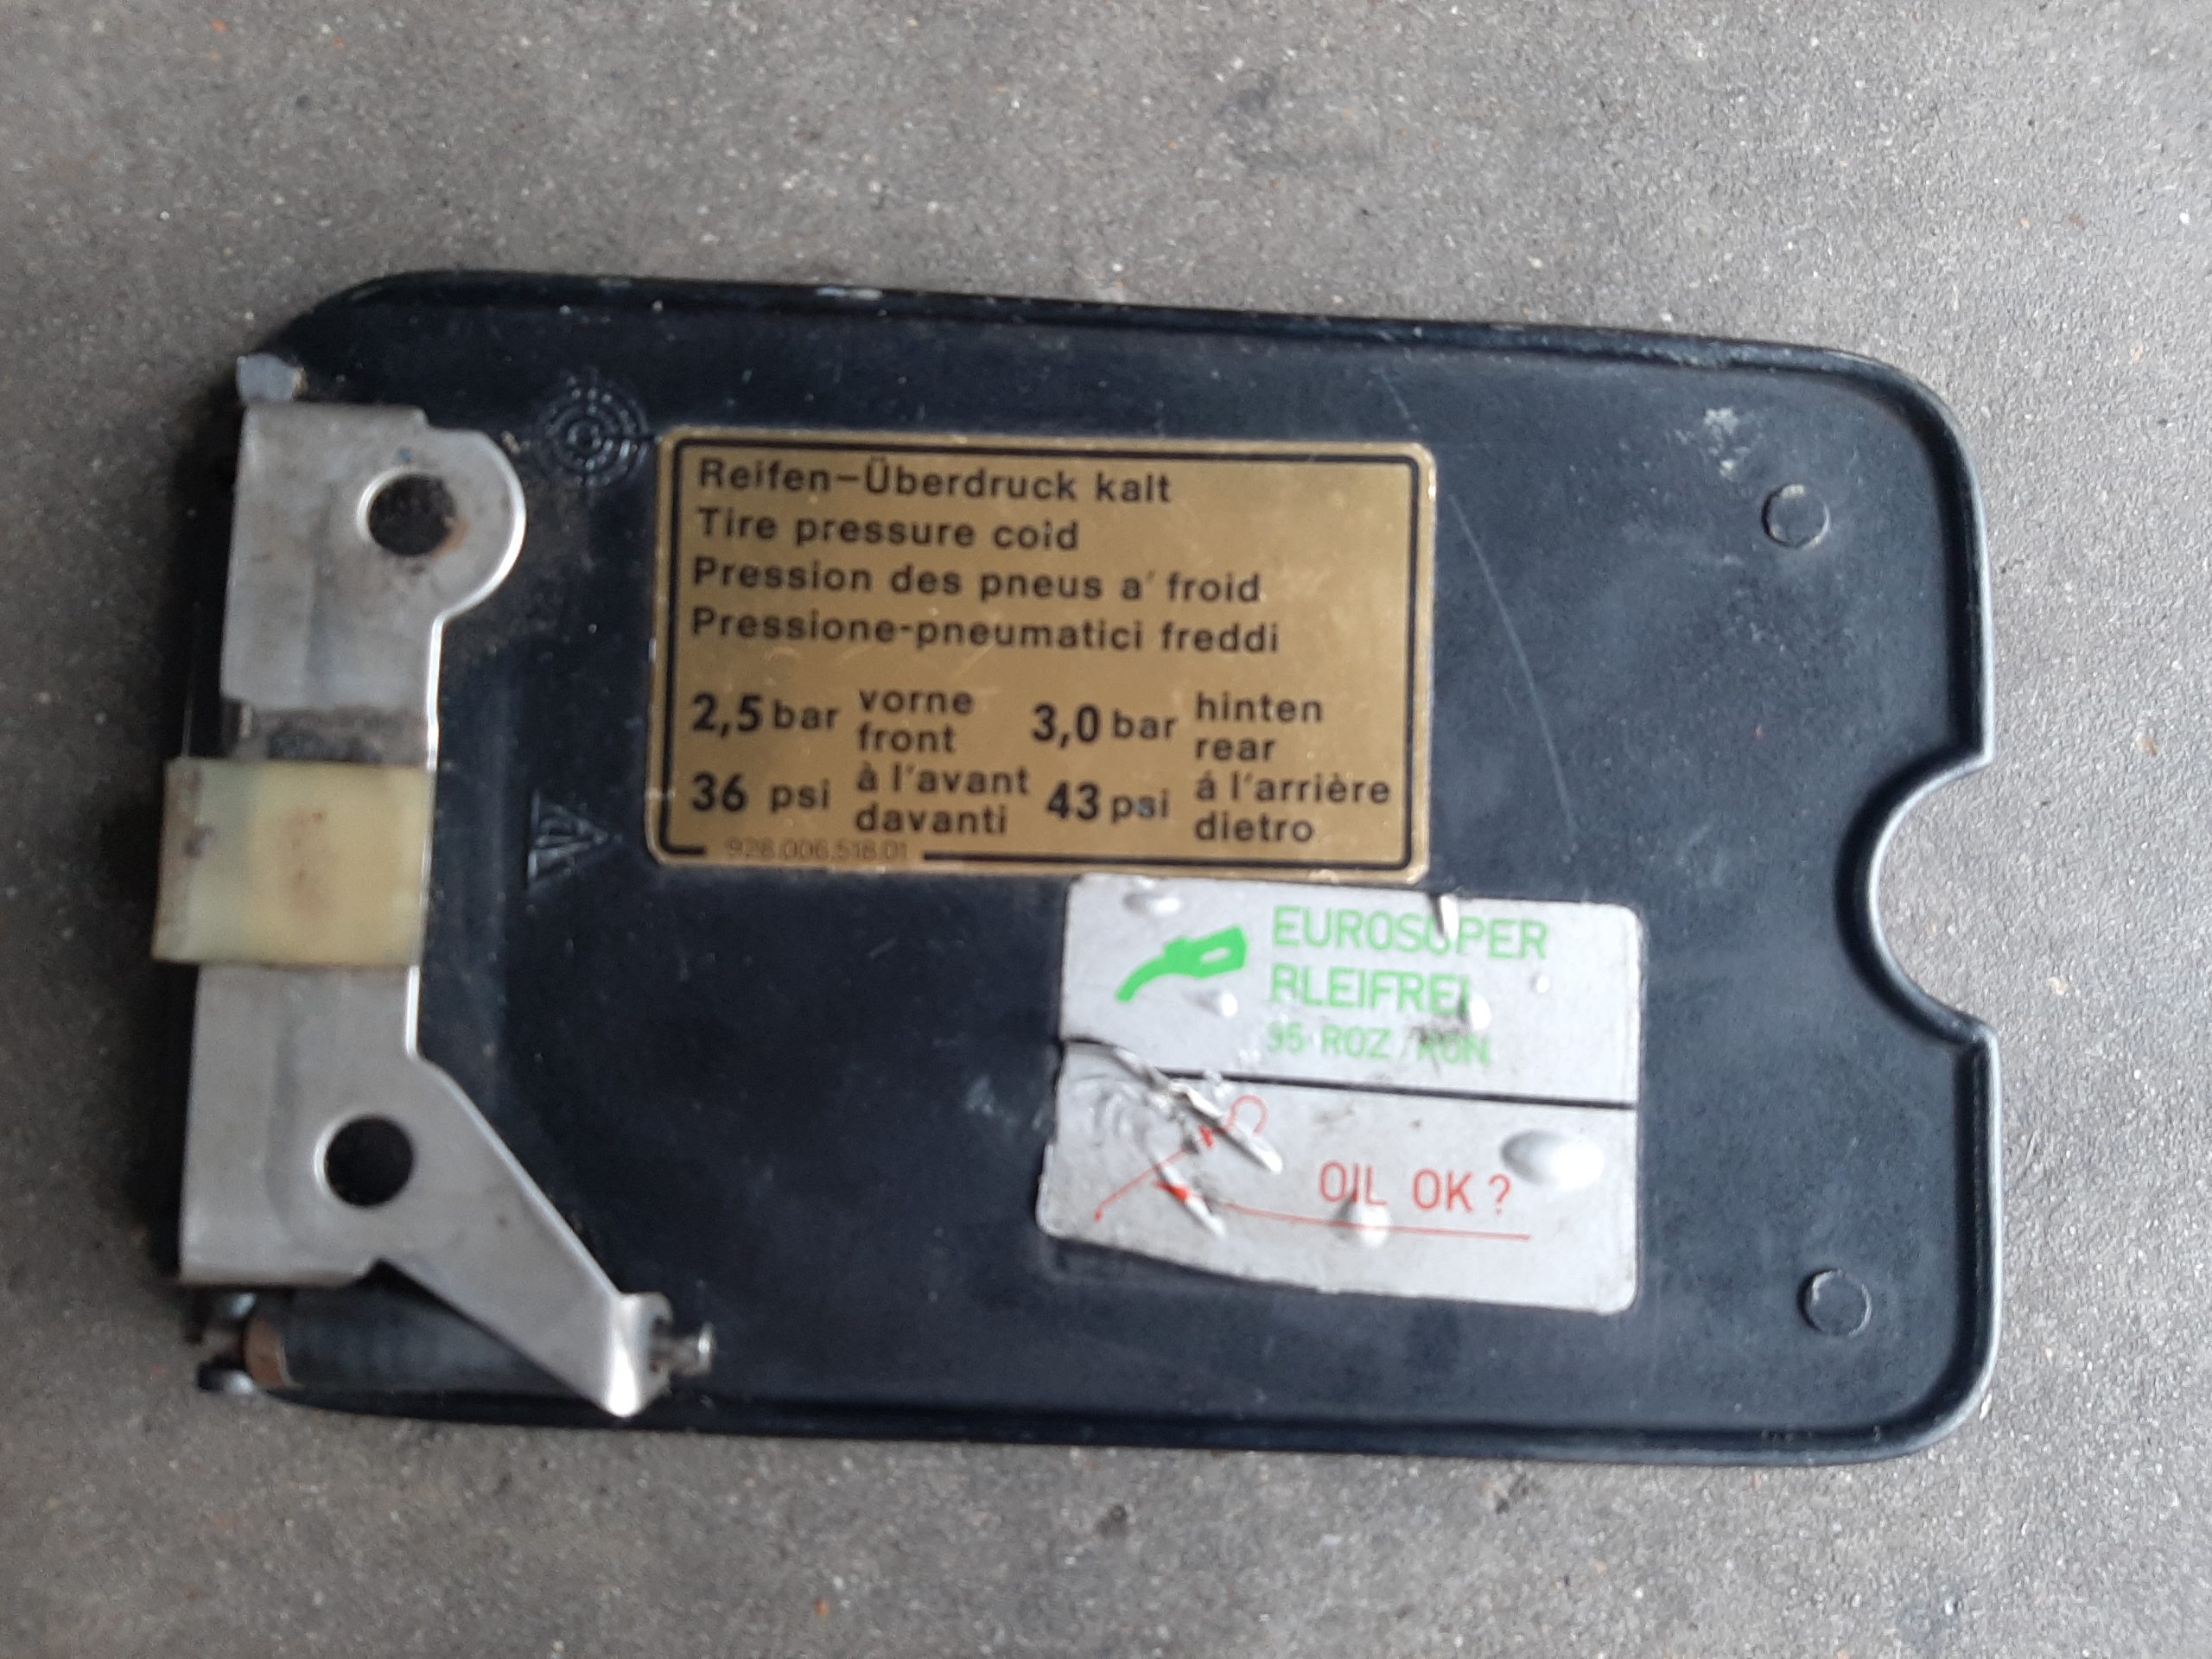 Reifen-Überdruck kalt
Tire pressure cold
Pression des pneus a' froid
Pressione-pneumatici freddi
2,5 bar vorne front 3,0 bar hinten rear
36 psi à l'avant davanti 43 psi á l'arrière dietro
928.006.518.01
EUROSUPER
BLEIFREI
95 ROZ/RON
OIL OK?